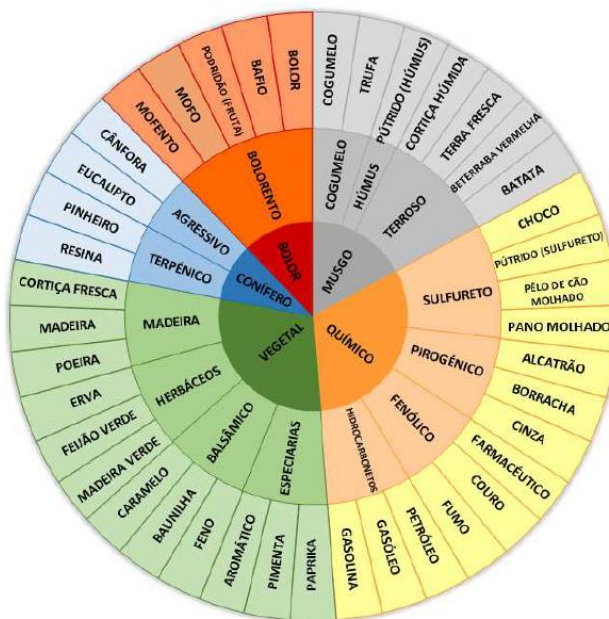 BOLOR
MUSGO
QUÍMICO
VEGETAL
CONÍFERO
BOLORENTO
COGUMELO
HÚMUS
TERROSO
SULFURETO
PIROGÉNICO
FENÓLICO
HIDROCARBONETOS
ESPECIARIAS
BALSÂMICO
HERBÁCEOS
MADEIRA
TERPÉNICO
AGRESSIVO
COGUMELO
TRUFA
PÚTRIDO (HÚMUS)
CORTIÇA HÚMIDA
TERRA FRESCA
BETERRABA VERMELHA
BATATA
CHOCO
PÚTRIDO (SULFURETO)
PÊLO DE CÃO
MOLHADO
PANO MOLHADO
ALCATRÃO
BORRACHA
CINZA
FARMACÉUTICO
COURO
FUMO
PETRÓLEO
GASÓLEO
GASOLINA
PAPRIKA
PIMENTA
AROMÁTICO
FENO
BAUNILHA
CARAMELO
MADEIRA VERDE
FEIJÃO VERDE
ERVA
POEIRA
MADEIRA
CORTIÇA FRESCA
RESINA
PINHEIRO
EUCALIPTO
CÂNFORA
MOFENTO
MOFO
PODRIDÃO (FRUTA)
BAFIO
BOLOR